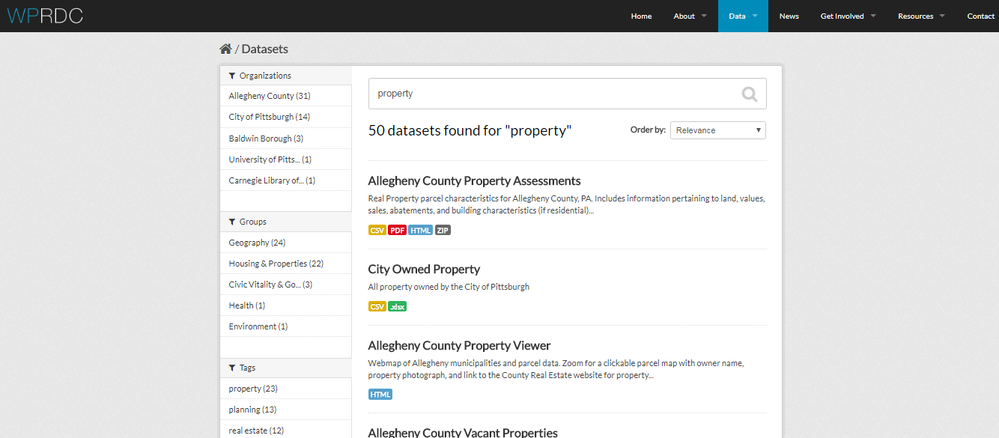 WPRDC
Home About Data News Get Involved Resources Contact
/ Datasets
Organizations
Allegheny County (31)
City of Pittsburgh (14)
Baldwin Borough (3)
University of Pitts... (1)
Carnegie Library of... (1)
Groups
Geography (24)
Housing & Properties (22)
Civic Vitality & Go... (3)
Health (1)
Environment (1)
Tags
property (23)
planning (13)
real estate (12)
property
50 datasets found for "property"
Order by: Relevance
Allegheny County Property Assessments
Real Property parcel characteristics for Allegheny County, PA. Includes information pertaining to land, values,
sales, abatements, and building characteristics (if residential)...
CSV PDF HTML ZIP
City Owned Property
All property owned by the City of Pittsburgh
CSV .xlsx
Allegheny County Property Viewer
Webmap of Allegheny municipalities and parcel data. Zoom for a clickable parcel map with owner name,
property photograph, and link to the County Real Estate website for property...
HTML
Allegheny County Vacant Properties